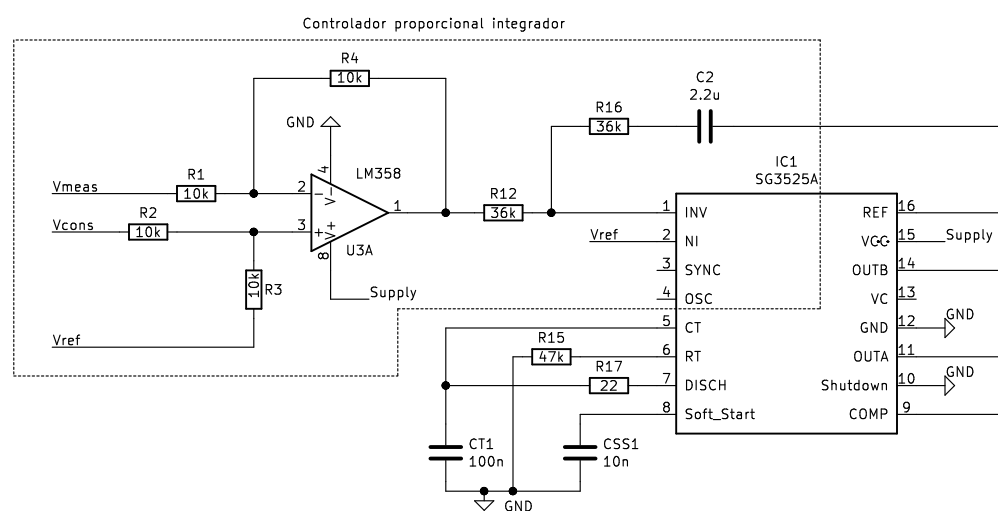 Controlador proporcional integrador
R4
10k
C2
2.2u
R16
36k
GND
4
LM358
IC1
SG3525A
Vmeas
R1
10k
2
−
V-
1
R12
36k
1
INV
REF
16
Vcons
R2
10k
3
+
V+
U3A
8
Vref
2
NI
VCC
15
Supply
3
SYNC
OUTB
14
10k
R3
Supply
4
OSC
VC
13
Vref
5
CT
GND
12
GND
R15
47k
6
RT
OUTA
11
R17
22
7
DISCH
Shutdown
10
GND
8
Soft_Start
COMP
9
CT1
100n
CSS1
10n
GND